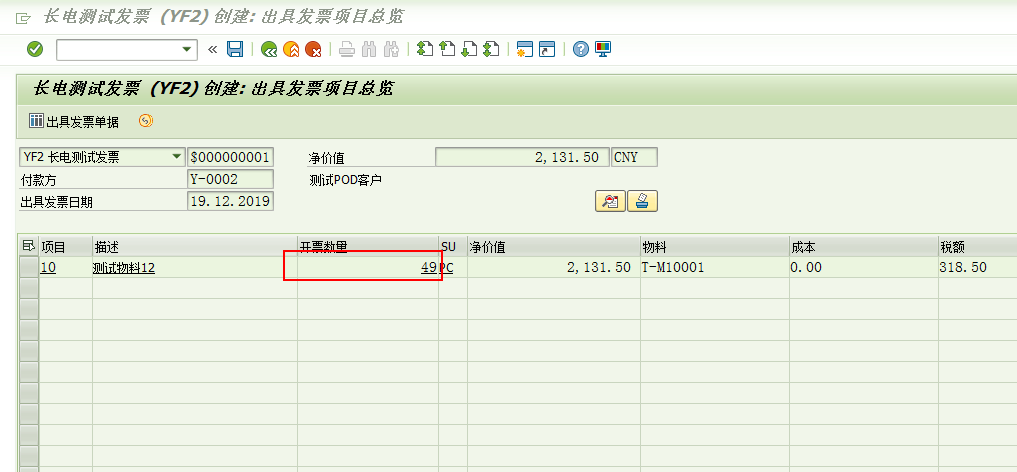 长电测试发票 (YF2) 创建: 出具发票项目总览
长电测试发票 (YF2) 创建: 出具发票项目总览
出具发票单据
YF2 长电测试发票 $000000001 净价值 2,131.50 CNY
付款方 Y-0002 测试POD客户
出具发票日期 19.12.2019
项目 描述 开票数量 SU 净价值 物料 成本 税额
10 测试物料12 49 PC 2,131.50 T-M10001 0.00 318.50